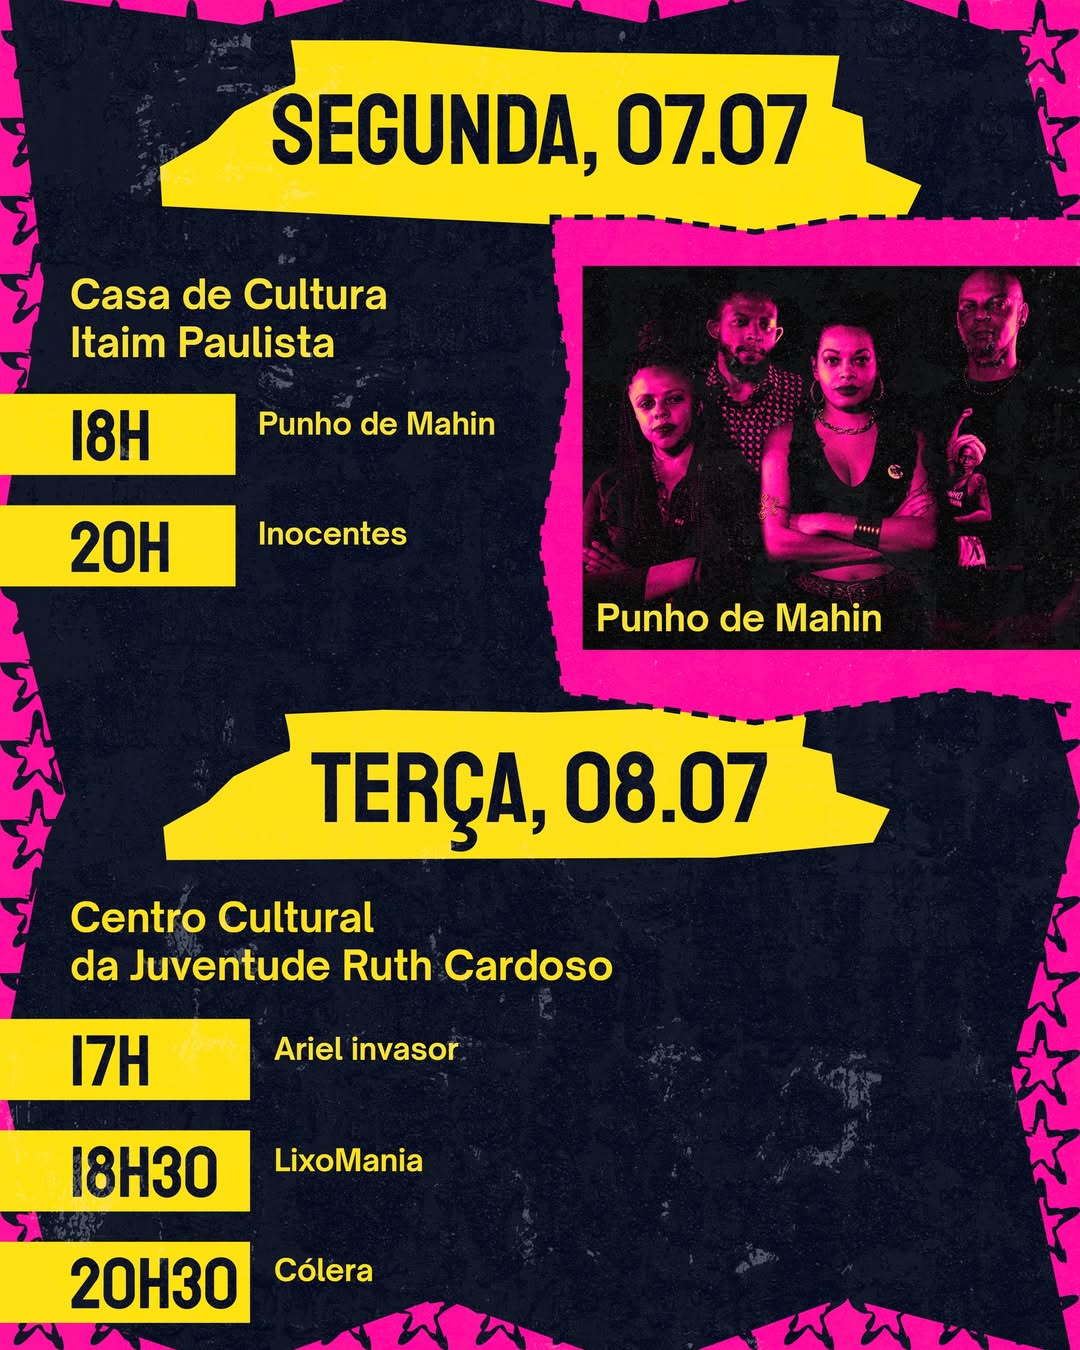 SEGUNDA, 07.07
Casa de Cultura
Itaim Paulista
18H
Punho de Mahin
20H
Inocentes
Punho de Mahin
TERÇA, 08.07
Centro Cultural
da Juventude Ruth Cardoso
17H
Ariel invasor
18H30
LixoMania
20H30
Cólera